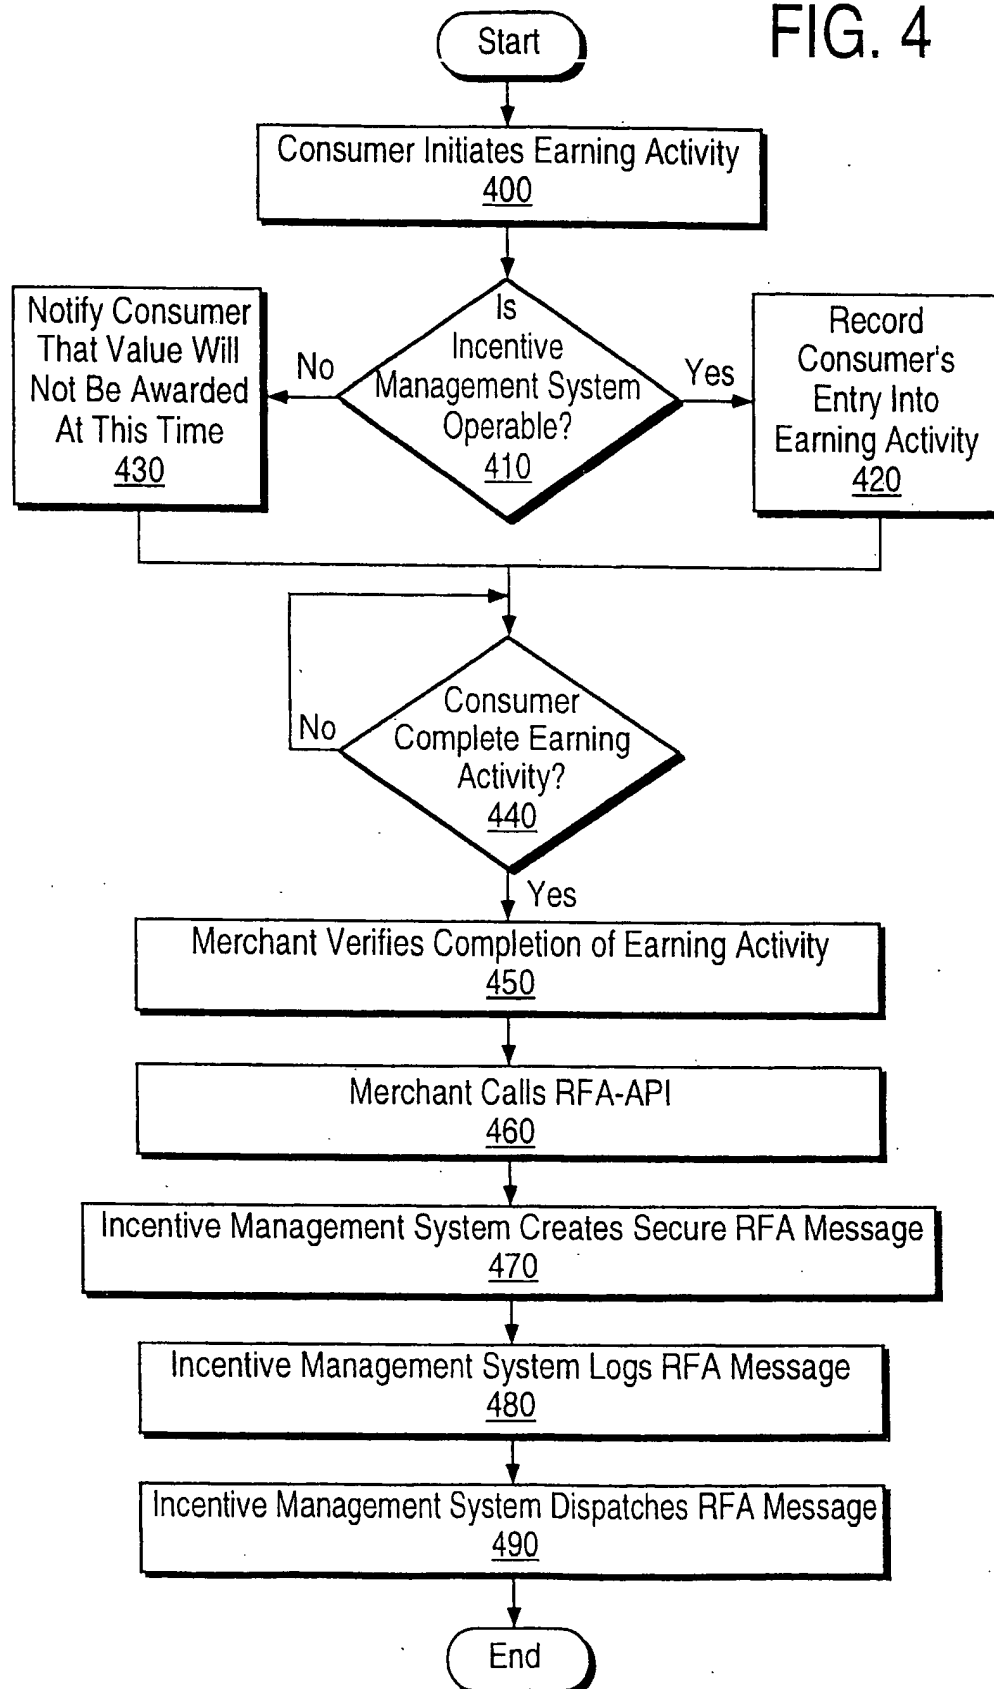 FIG. 4
Start
Consumer Initiates Earning Activity
400
Is
Incentive
Management System
Operable?
410
No
Yes
Notify Consumer
That Value Will
Not Be Awarded
At This Time
430
Record
Consumer's
Entry Into
Earning Activity
420
Consumer
Complete Earning
Activity?
440
No
Yes
Merchant Verifies Completion of Earning Activity
450
Merchant Calls RFA-API
460
Incentive Management System Creates Secure RFA Message
470
Incentive Management System Logs RFA Message
480
Incentive Management System Dispatches RFA Message
490
End